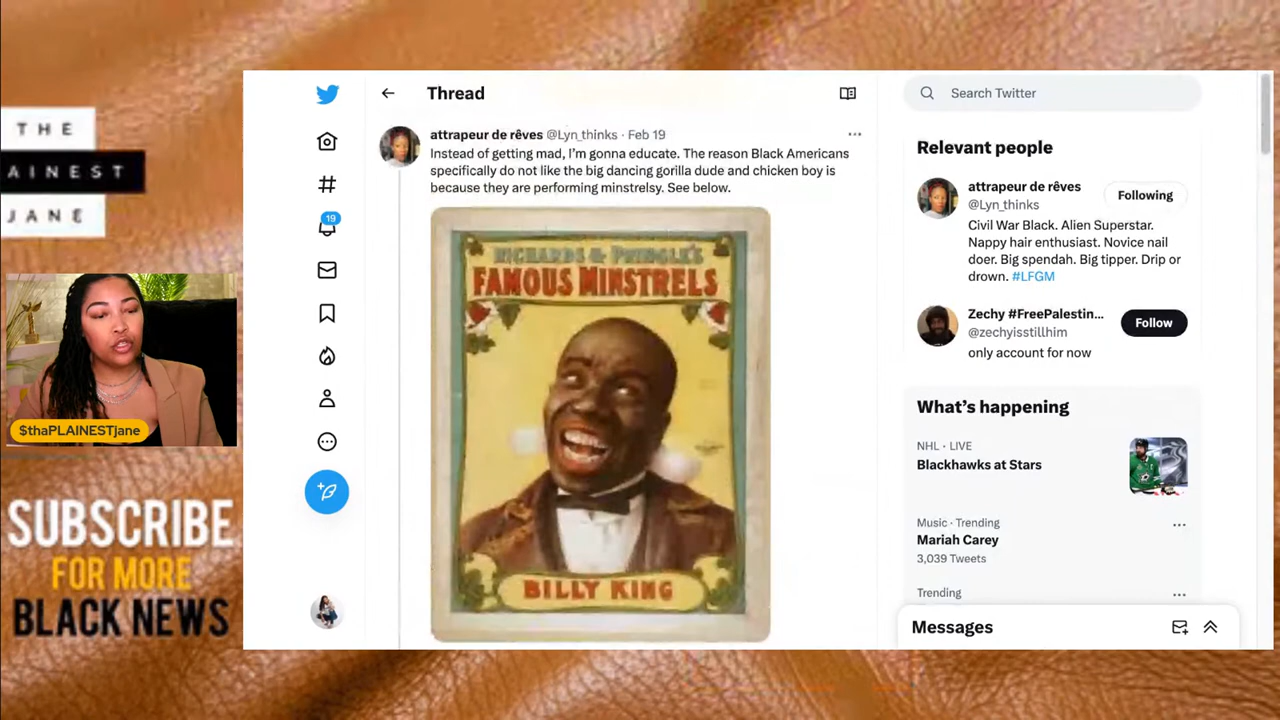 THE
AINEST
JANE
$thaPLAINESTjane
SUBSCRIBE
FOR MORE
BLACK NEWS
19
Thread
attrapeur de rêves @Lyn_thinks · Feb 19
Instead of getting mad, I'm gonna educate. The reason Black Americans
specifically do not like the big dancing gorilla dude and chicken boy is
because they are performing minstrelsy. See below.
RICHARDS & PRINGLE'S
FAMOUS MINSTRELS
BILLY KING
Search Twitter
Relevant people
attrapeur de rêves
@Lyn_thinks
Following
Civil War Black. Alien Superstar.
Nappy hair enthusiast. Novice nail
doer. Big spendah. Big tipper. Drip or
drown. #LFGM
Zechy #FreePalestin...
@zechyisstillhim
Follow
only account for now
What's happening
NHL · LIVE
Blackhawks at Stars
Music · Trending
Mariah Carey
3,039 Tweets
Trending
Messages